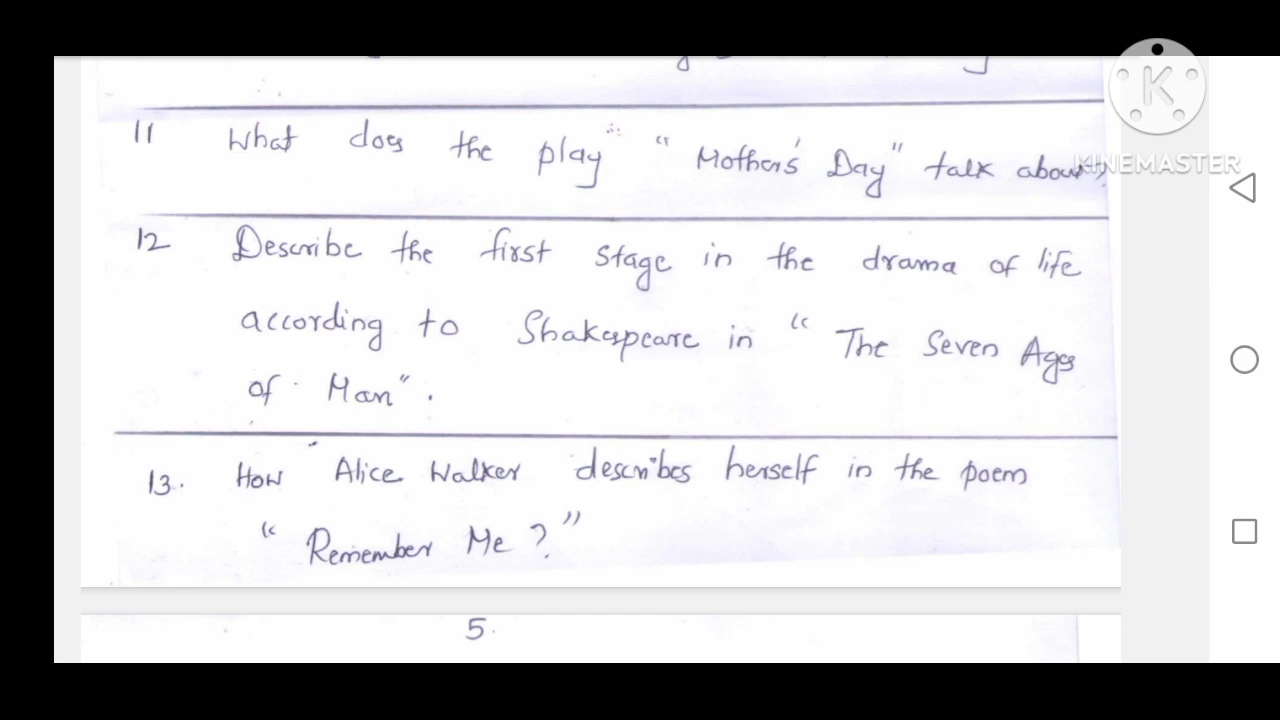 11 What does the play "Mother's Day" talk about?
KINEMASTER
12 Describe the first stage in the drama of life
according to Shakespeare in "The Seven Ages
of Man".
13. How Alice Walker describes herself in the poem
"Remember Me?"
5.